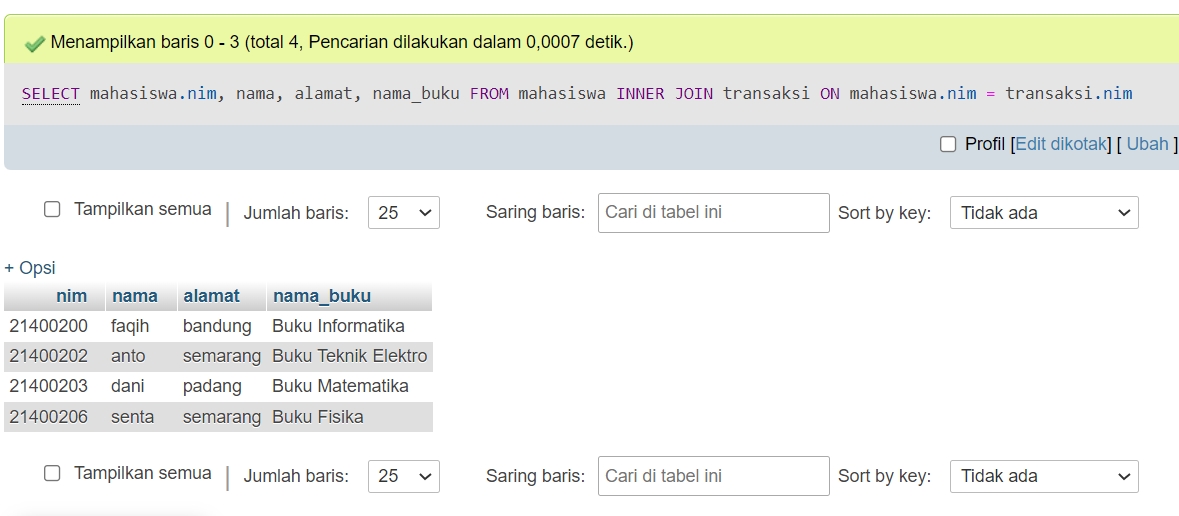 Menampilkan baris 0 - 3 (total 4, Pencarian dilakukan dalam 0,0007 detik.)
SELECT mahasiswa.nim, nama, alamat, nama_buku FROM mahasiswa INNER JOIN transaksi ON mahasiswa.nim = transaksi.nim
Profil [Edit dikotak] [ Ubah ]
Tampilkan semua | Jumlah baris: 25 Saring baris: Cari di tabel ini Sort by key: Tidak ada
+ Opsi
nim nama alamat nama_buku
21400200 faqih bandung Buku Informatika
21400202 anto semarang Buku Teknik Elektro
21400203 dani padang Buku Matematika
21400206 senta semarang Buku Fisika
Tampilkan semua | Jumlah baris: 25 Saring baris: Cari di tabel ini Sort by key: Tidak ada